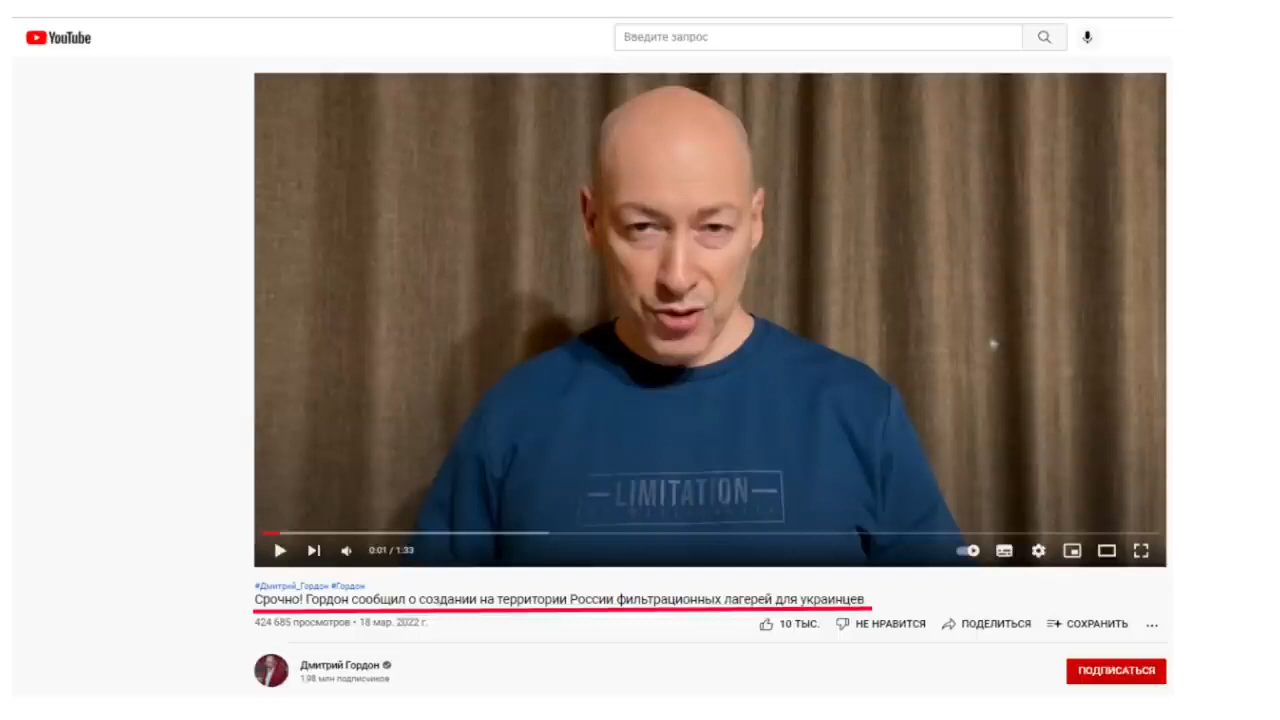 YouTube
Введите запрос
LIMITATION
0:01 / 1:33
#Дмитрий_Гордон #Гордон
Срочно! Гордон сообщил о создании на территории России фильтрационных лагерей для украинцев
424 685 просмотров • 18 мар. 2022 г.
10 ТЫС.
НЕ НРАВИТСЯ
ПОДЕЛИТЬСЯ
СОХРАНИТЬ
Дмитрий Гордон
1,98 млн подписчиков
ПОДПИСАТЬСЯ